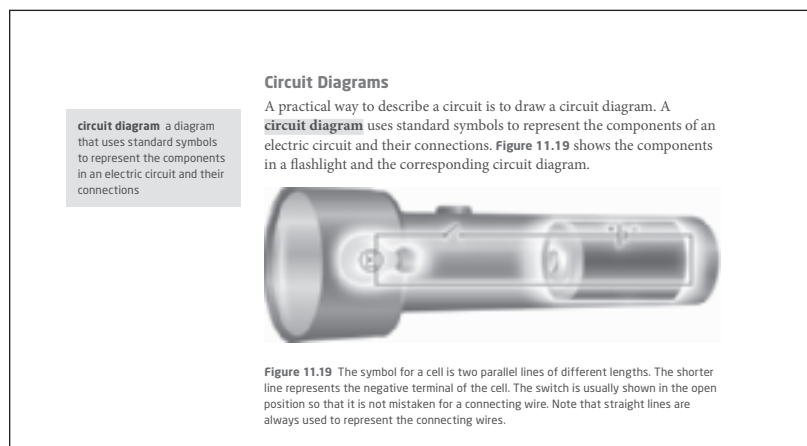 Circuit Diagrams
A practical way to describe a circuit is to draw a circuit diagram. A
circuit diagram uses standard symbols to represent the components of an
electric circuit and their connections. Figure 11.19 shows the components
in a flashlight and the corresponding circuit diagram.
circuit diagram a diagram
that uses standard symbols
to represent the components
in an electric circuit and their
connections
Figure 11.19 The symbol for a cell is two parallel lines of different lengths. The shorter
line represents the negative terminal of the cell. The switch is usually shown in the open
position so that it is not mistaken for a connecting wire. Note that straight lines are
always used to represent the connecting wires.